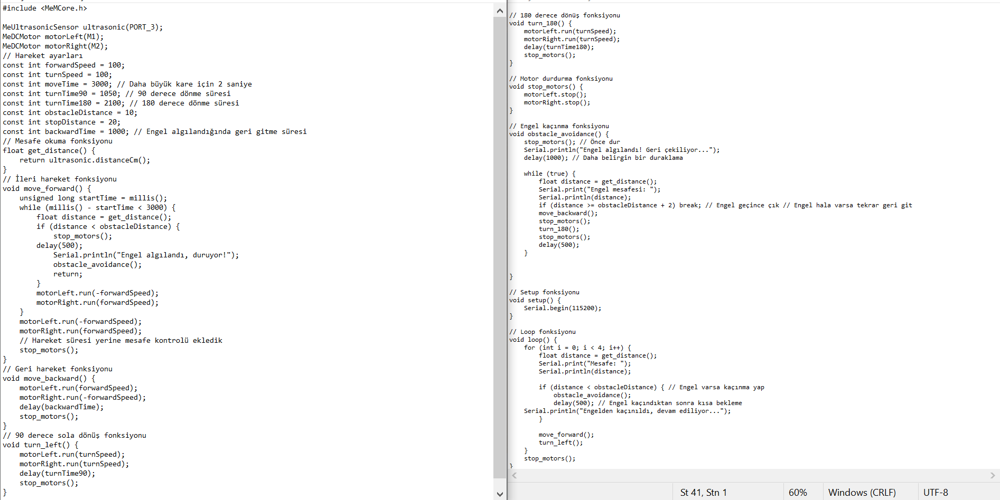 #include <MeMCore.h>
MeUltrasonicSensor ultrasonic(PORT_3);
MeDCMotor motorLeft(M1);
MeDCMotor motorRight(M2);
// Hareket ayarları
const int forwardSpeed = 100;
const int turnSpeed = 100;
const int moveTime = 3000; // Daha büyük kare için 2 saniye
const int turnTime90 = 1050; // 90 derece dönme süresi
const int turnTime180 = 2100; // 180 derece dönme süresi
const int obstacleDistance = 10;
const int stopDistance = 20;
const int backwardTime = 1000; // Engel algılandığında geri gitme süresi
// Mesafe okuma fonksiyonu
float get_distance() {
    return ultrasonic.distanceCm();
}
// İleri hareket fonksiyonu
void move_forward() {
    unsigned long startTime = millis();
    while (millis() - startTime < 3000) {
        float distance = get_distance();
        if (distance < obstacleDistance) {
            stop_motors();
        delay(500);
            Serial.println("Engel algılandı, duruyor!");
            obstacle_avoidance();
            return;
        }
        motorLeft.run(-forwardSpeed);
        motorRight.run(forwardSpeed);
    }
    motorLeft.run(-forwardSpeed);
    motorRight.run(forwardSpeed);
    // Hareket süresi yerine mesafe kontrolü ekledik
    stop_motors();
}
// Geri hareket fonksiyonu
void move_backward() {
    motorLeft.run(forwardSpeed);
    motorRight.run(-forwardSpeed);
    delay(backwardTime);
    stop_motors();
}
// 90 derece sola dönüş fonksiyonu
void turn_left() {
    motorLeft.run(turnSpeed);
    motorRight.run(turnSpeed);
    delay(turnTime90);
    stop_motors();
}
// 180 derece dönüş fonksiyonu
void turn_180() {
    motorLeft.run(turnSpeed);
    motorRight.run(turnSpeed);
    delay(turnTime180);
    stop_motors();
}
// Motor durdurma fonksiyonu
void stop_motors() {
    motorLeft.stop();
    motorRight.stop();
}
// Engel kaçınma fonksiyonu
void obstacle_avoidance() {
    stop_motors(); // Önce dur
    Serial.println("Engel algılandı! Geri çekiliyor...");
    delay(1000); // Daha belirgin bir duraklama
    while (true) {
        float distance = get_distance();
        Serial.print("Engel mesafesi: ");
        Serial.println(distance);
        if (distance >= obstacleDistance + 2) break; // Engel geçince çık // Engel hala varsa tekrar geri git
        move_backward();
        stop_motors();
        turn_180();
        stop_motors();
        delay(500);
    }
}
// Setup fonksiyonu
void setup() {
    Serial.begin(115200);
}
// Loop fonksiyonu
void loop() {
    for (int i = 0; i < 4; i++) {
        float distance = get_distance();
        Serial.print("Mesafe: ");
        Serial.println(distance);
        if (distance < obstacleDistance) { // Engel varsa kaçınma yap
            obstacle_avoidance();
            delay(500); // Engel kaçındıktan sonra kısa bekleme
    Serial.println("Engelden kaçınıldı, devam ediliyor...");
        }
        move_forward();
        turn_left();
    }
    stop_motors();
}
St 41, Stn 1
60%
Windows (CRLF)
UTF-8